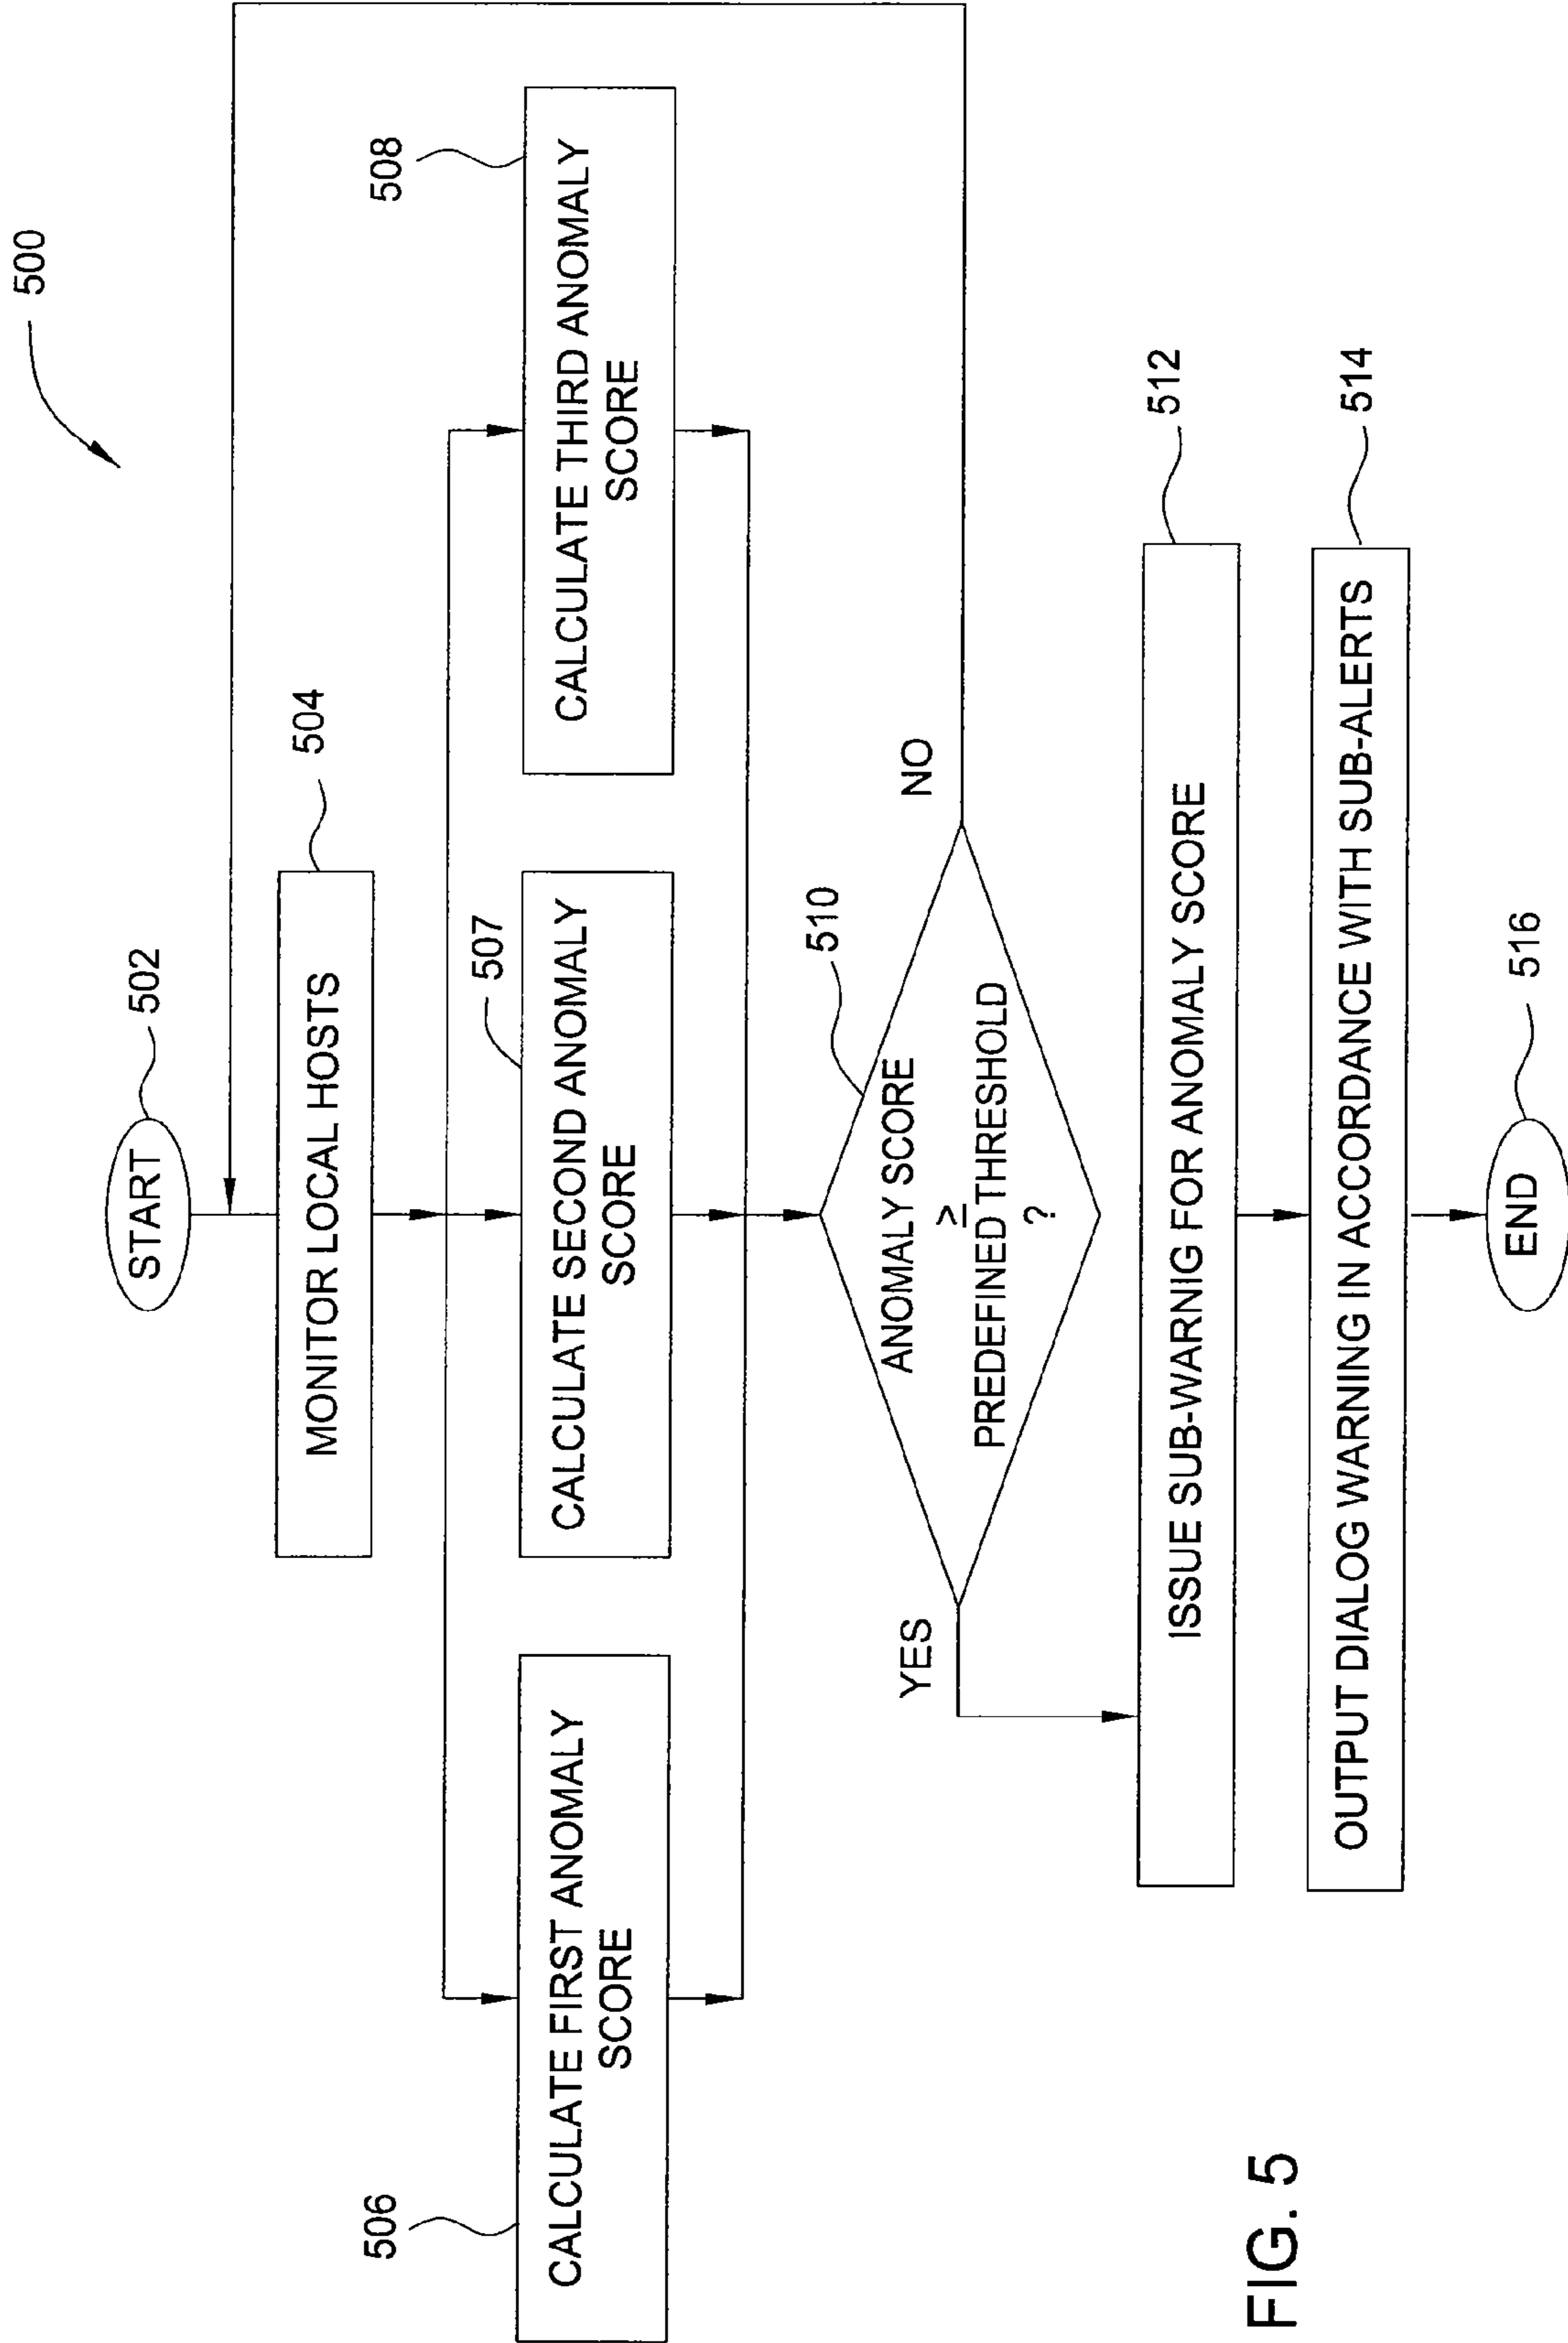 500
START
502
MONITOR LOCAL HOSTS
504
506
CALCULATE FIRST ANOMALY
SCORE
507
CALCULATE SECOND ANOMALY
SCORE
508
CALCULATE THIRD ANOMALY
SCORE
510
ANOMALY SCORE
≥
PREDEFINED THRESHOLD
?
YES
NO
ISSUE SUB-WARNIG FOR ANOMALY SCORE
512
OUTPUT DIALOG WARNING IN ACCORDANCE WITH SUB-ALERTS
514
END
516
FIG. 5